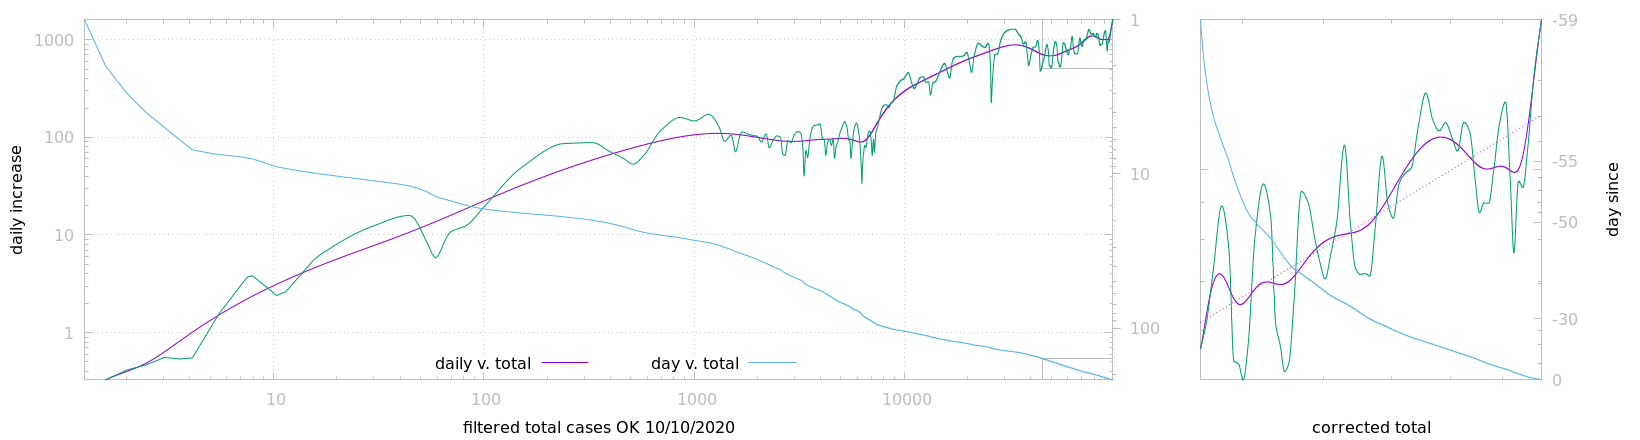 daily increase
1000
100
10
1
10
100
1000
10000
filtered total cases OK 10/10/2020
daily v. total
day v. total
1
10
100
-59
-55
-50
-30
0
day since
corrected total